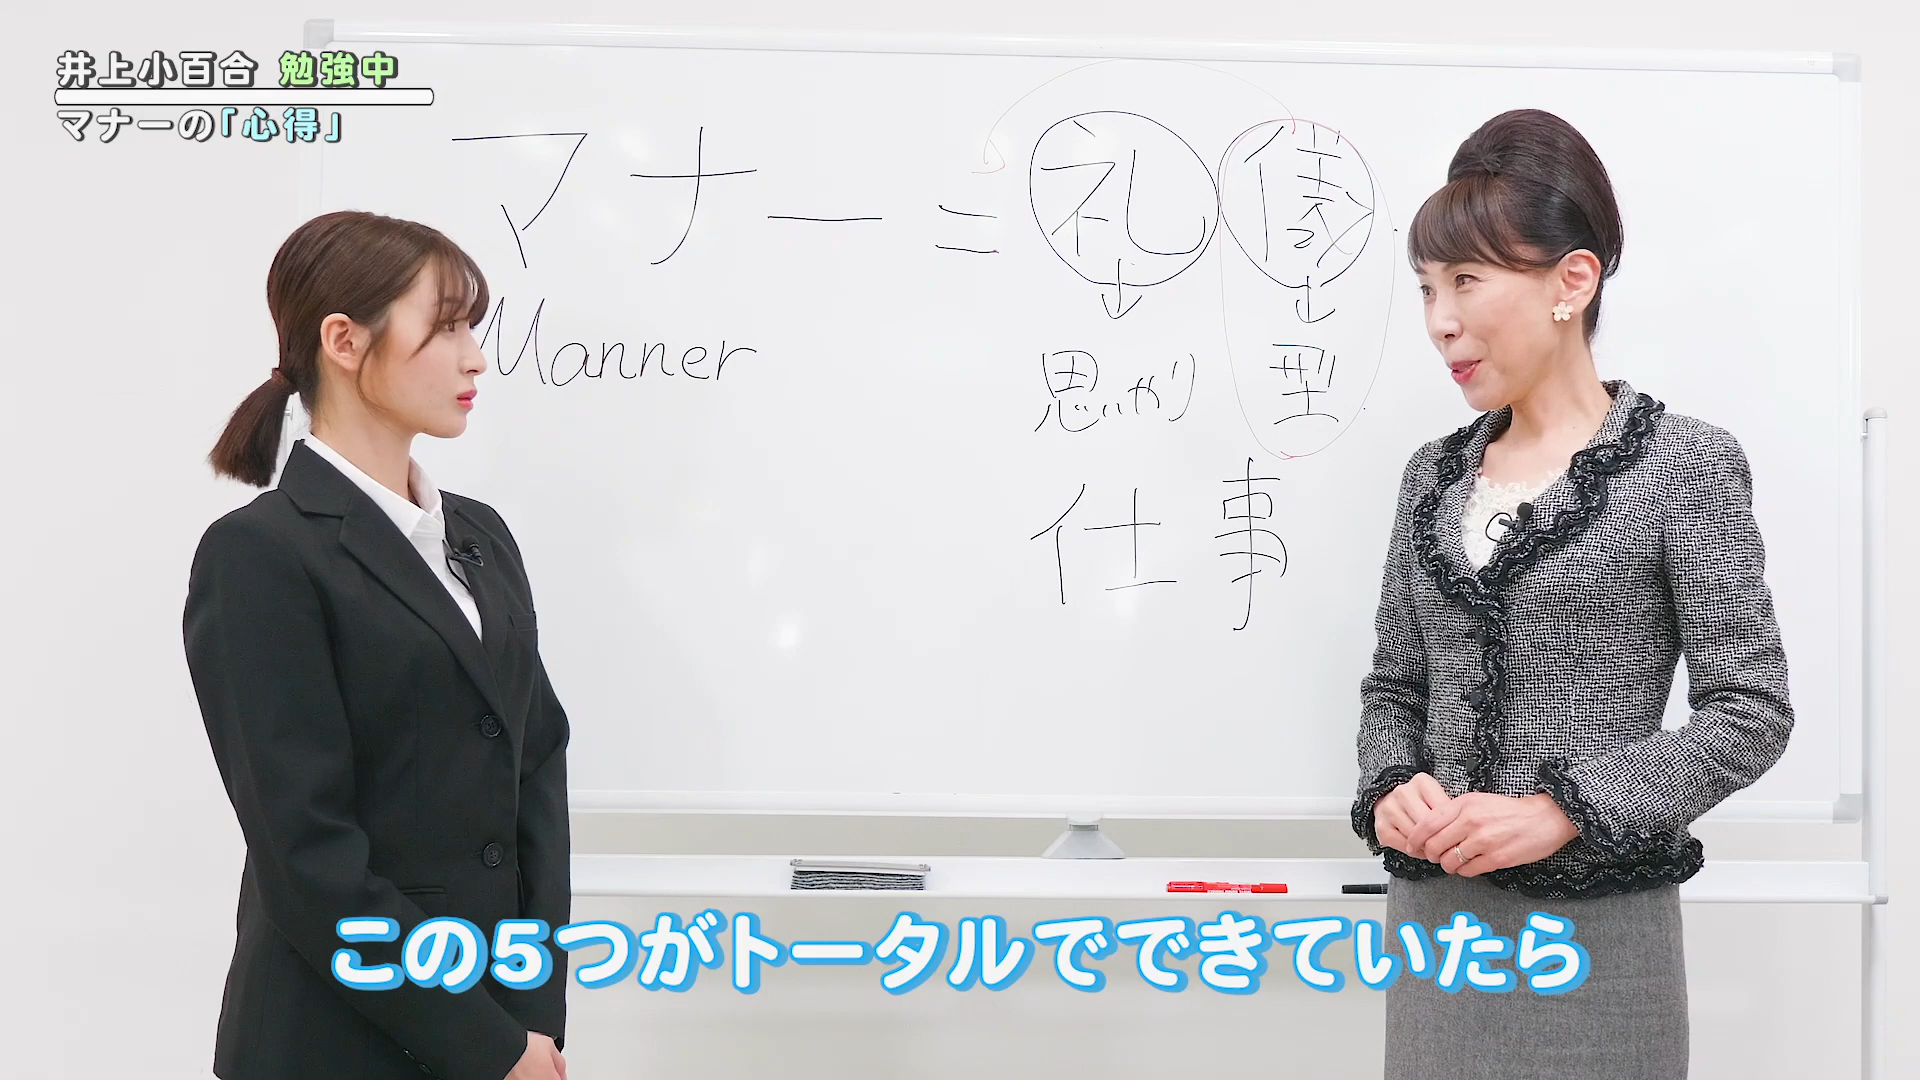 井上小百合 勉強中
マナーの「心得」
マナー=礼儀
Manner
思いやり 型
仕事
この5つがトータルでできていたら